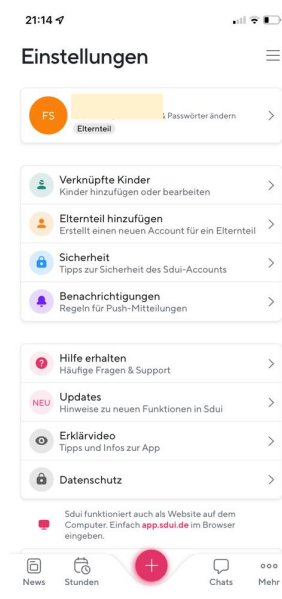 21:14
Einstellungen
FS
& Passwörter ändern
Elternteil
Verknüpfte Kinder
Kinder hinzufügen oder bearbeiten
Elternteil hinzufügen
Erstellt einen neuen Account für ein Elternteil
Sicherheit
Tipps zur Sicherheit des Sdui-Accounts
Benachrichtigungen
Regeln für Push-Mitteilungen
Hilfe erhalten
Häufige Fragen & Support
NEU
Updates
Hinweise zu neuen Funktionen in Sdui
Erklärvideo
Tipps und Infos zur App
Datenschutz
Sdui funktioniert auch als Website auf dem
Computer. Einfach app.sdui.de im Browser
eingeben.
News Stunden Chats Mehr